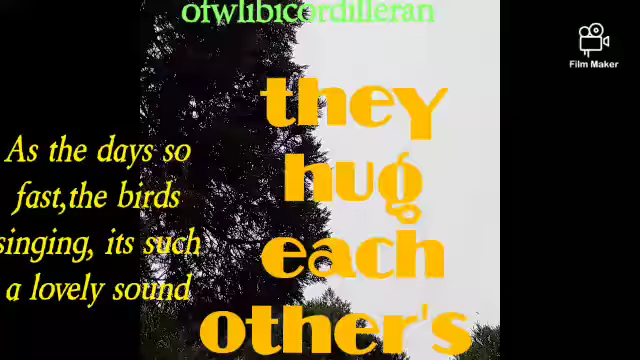 ofwlibicordilleran
Film Maker
they
hug
each
other's
As the days so
fast,the birds
singing, its such
a lovely sound